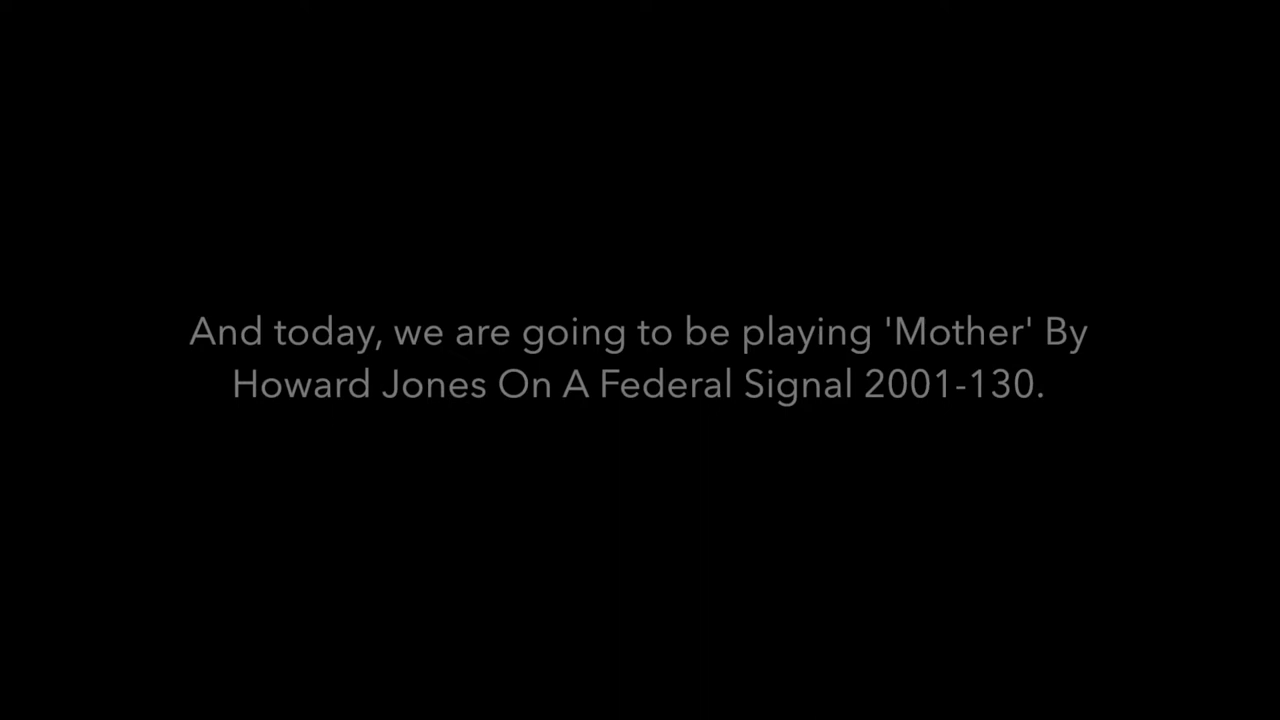 And today, we are going to be playing 'Mother' By
Howard Jones On A Federal Signal 2001-130.